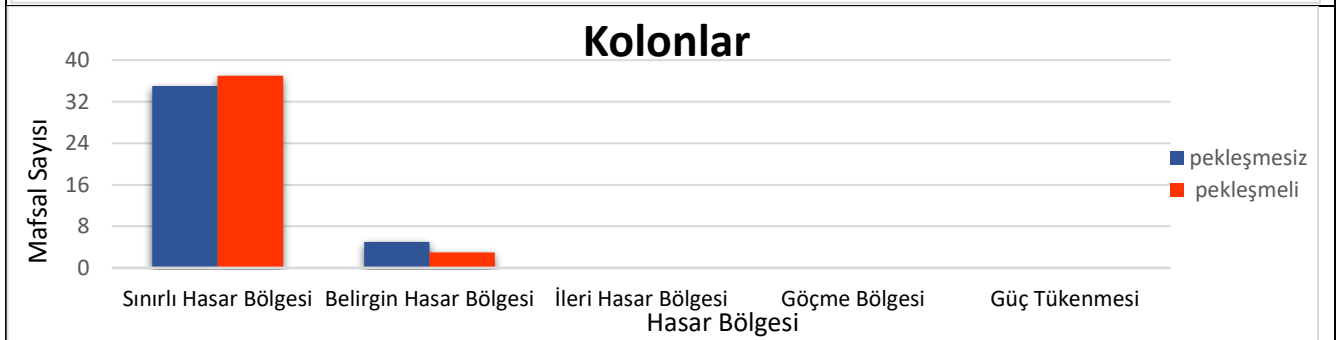 Kolonlar
40
32
24
16
8
0
Mafsal Sayısı
Sınırlı Hasar Bölgesi Belirgin Hasar Bölgesi İleri Hasar Bölgesi Göçme Bölgesi Güç Tükenmesi
Hasar Bölgesi
pekleşmesiz
pekleşmeli